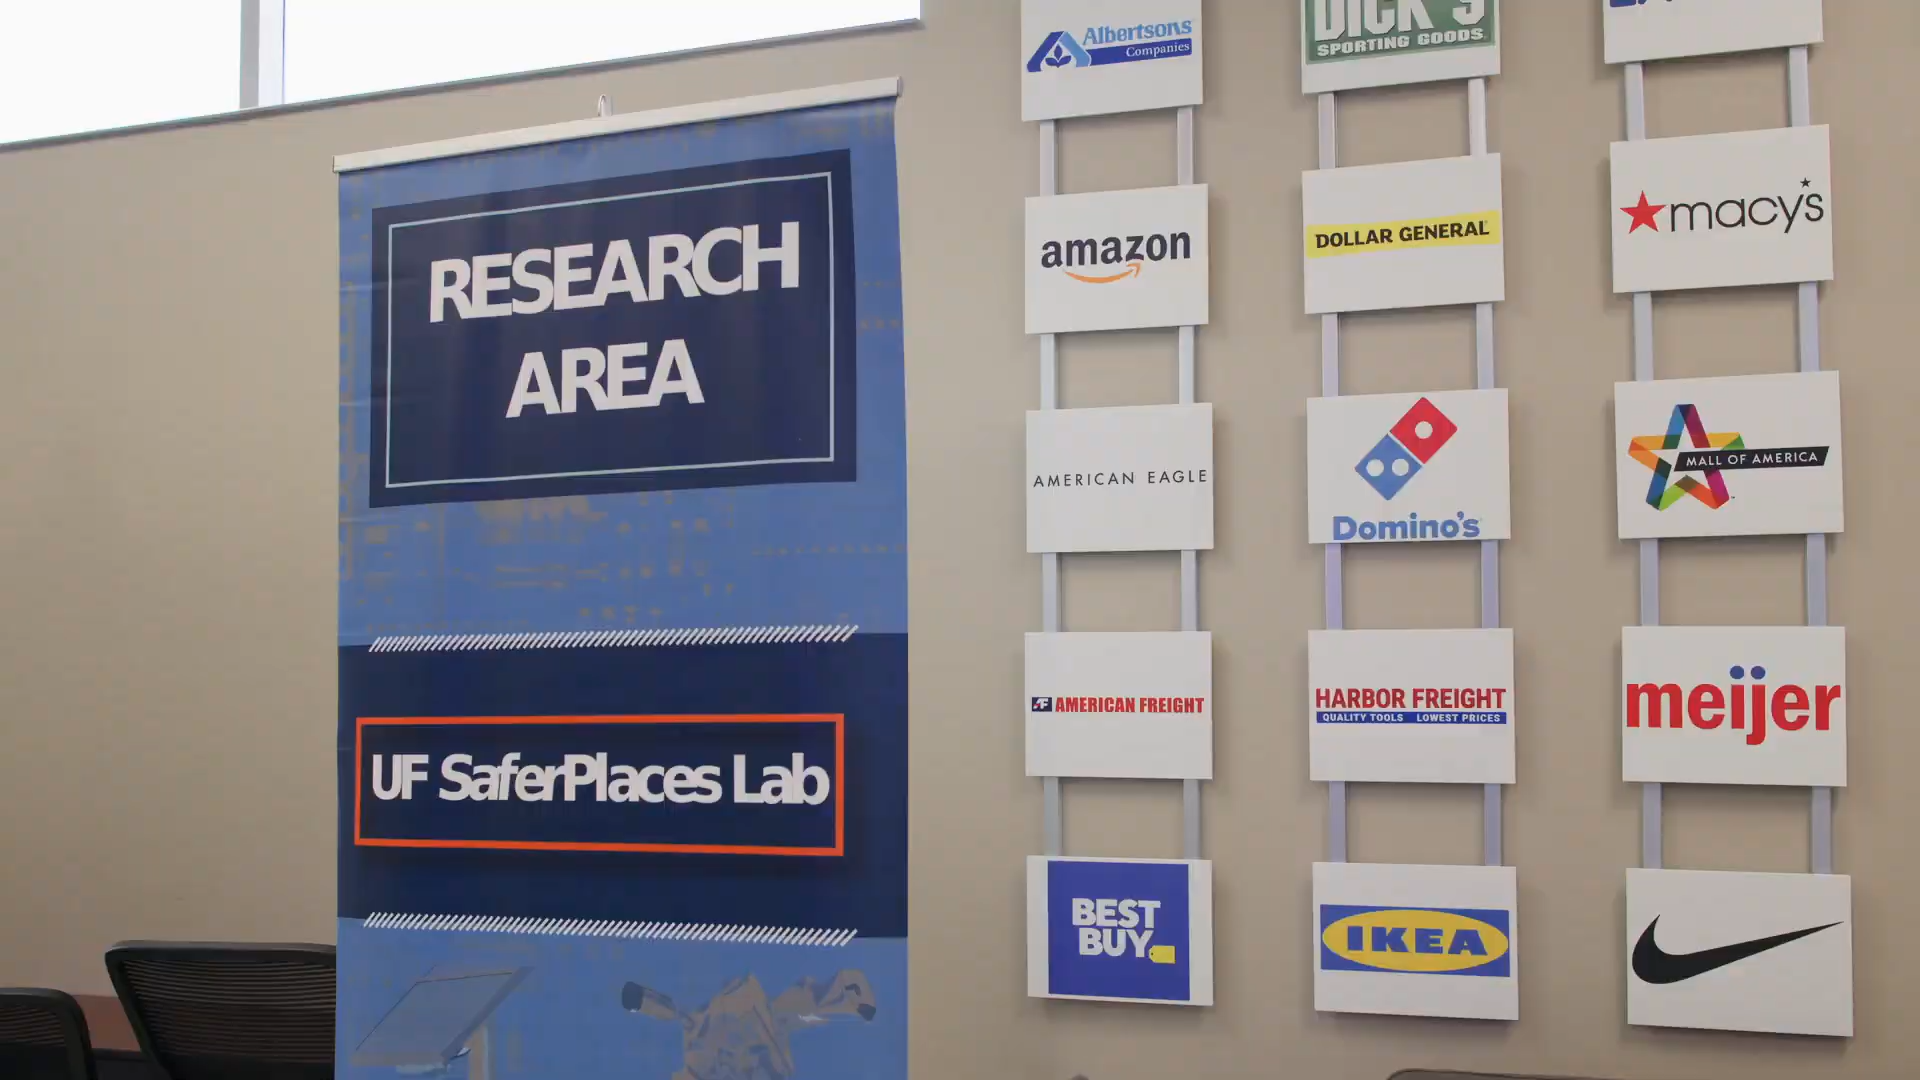 RESEARCH
AREA
UF SaferPlaces Lab
Albertsons
Companies
amazon
AMERICAN EAGLE
AMERICAN FREIGHT
BEST
BUY
DICK'S
SPORTING GOODS
DOLLAR GENERAL
Domino's
HARBOR FREIGHT
QUALITY TOOLS LOWEST PRICES
IKEA
macy's
MALL OF AMERICA
meijer